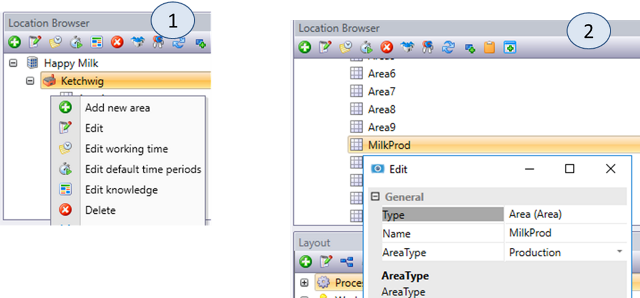 Location Browser
1
Happy Milk
Ketchwig
Add new area
Edit
Edit working time
Edit default time periods
Edit knowledge
Delete
Location Browser
2
Area6
Area7
Area8
Area9
MilkProd
Edit
General
Type Area (Area)
Name MilkProd
AreaType Production
AreaType
AreaType
Layout